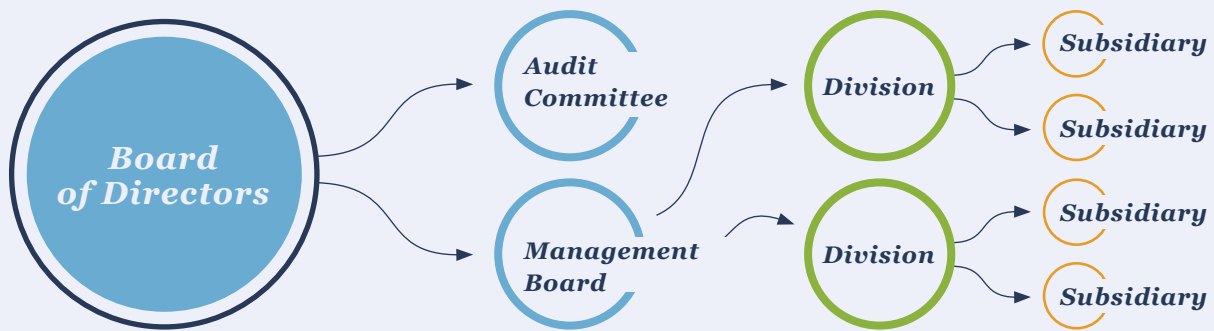 Board
of Directors
Audit
Committee
Management
Board
Division
Division
Subsidiary
Subsidiary
Subsidiary
Subsidiary